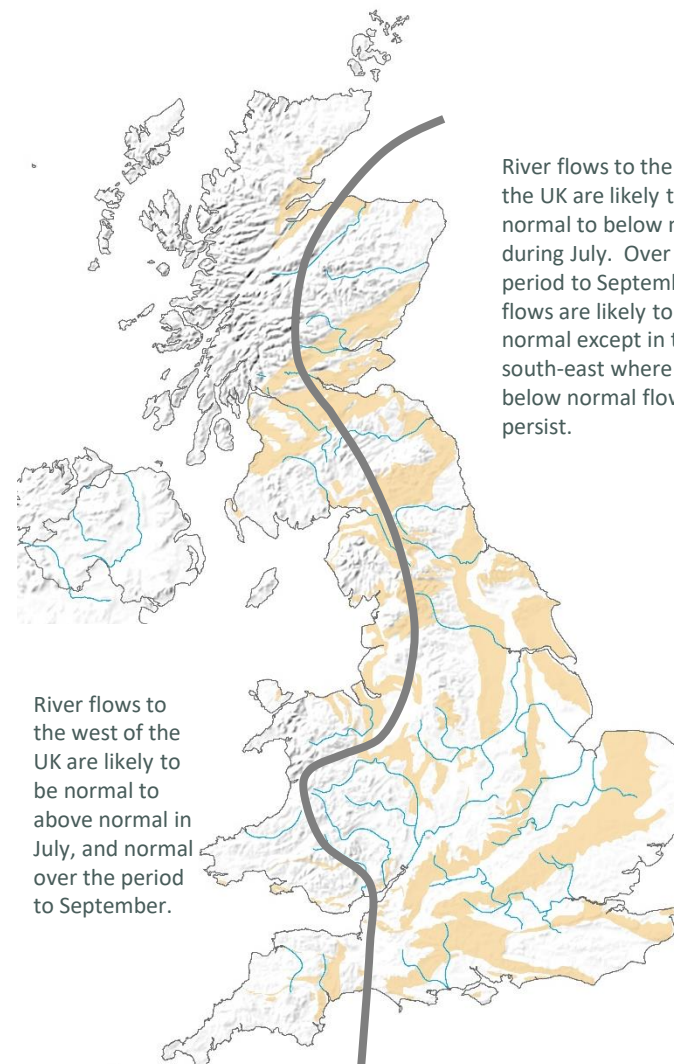 River flows to the
the UK are likely t
normal to below n
during July.  Over
period to Septemb
flows are likely to
normal except in t
south-east where
below normal flow
persist.
River flows to
the west of the
UK are likely to
be normal to
above normal in
July, and normal
over the period
to September.